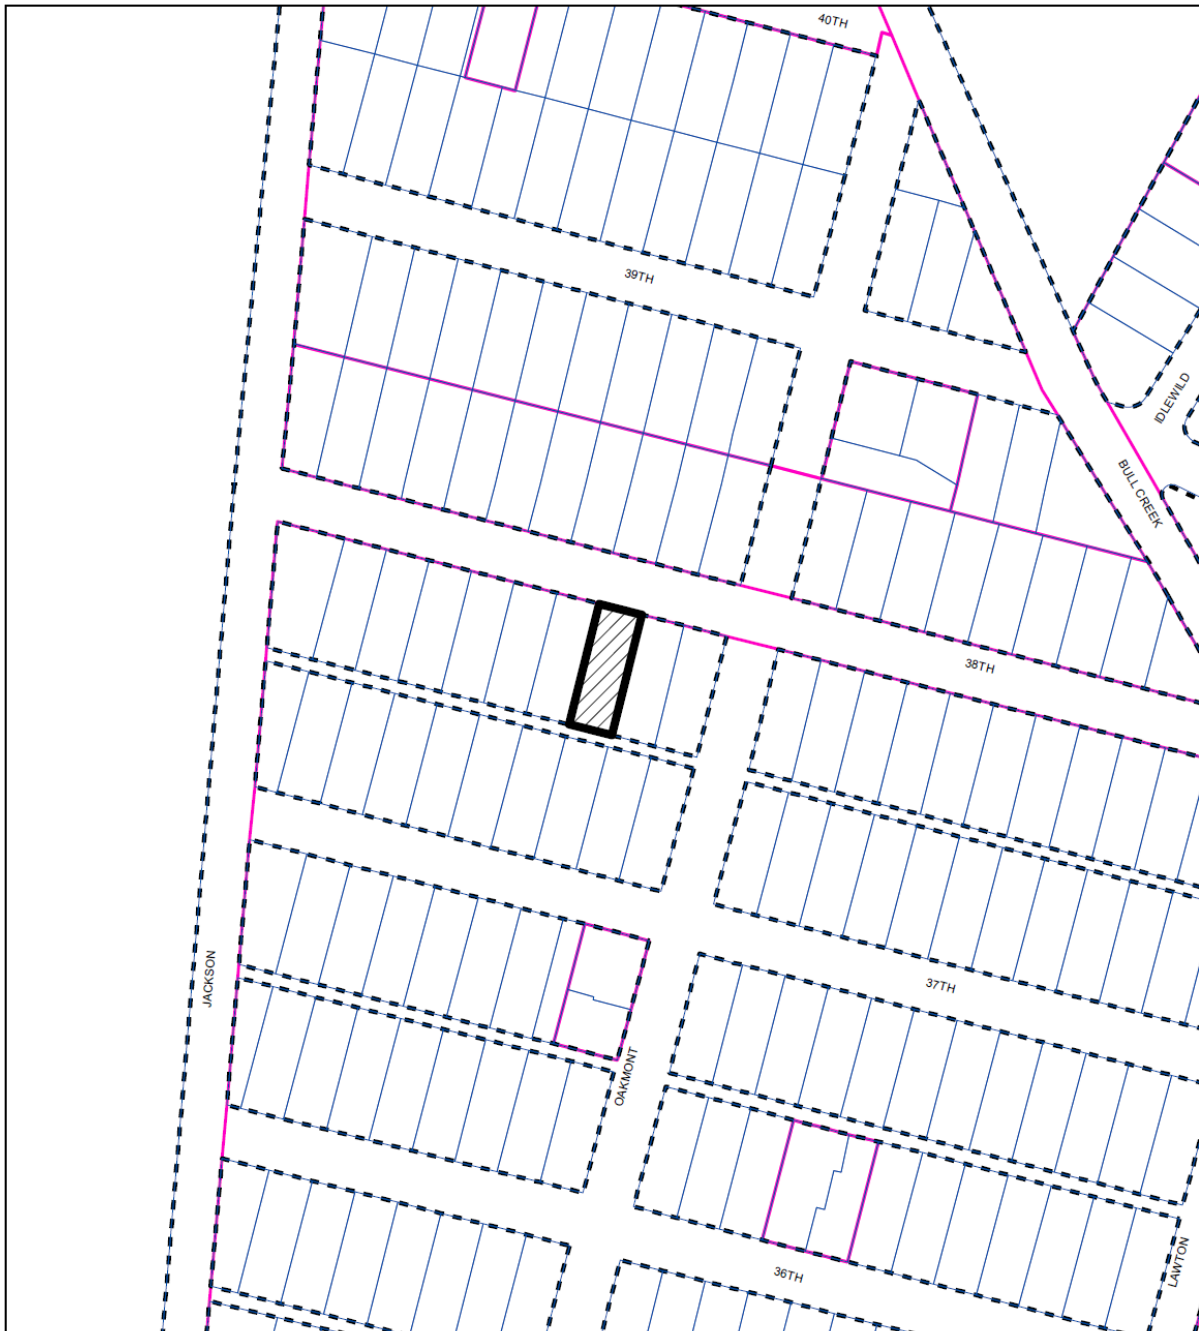 40TH
39TH
IDLEWILD
BULL CREEK
38TH
JACKSON
37TH
OAKMONT
LAWTON
36TH